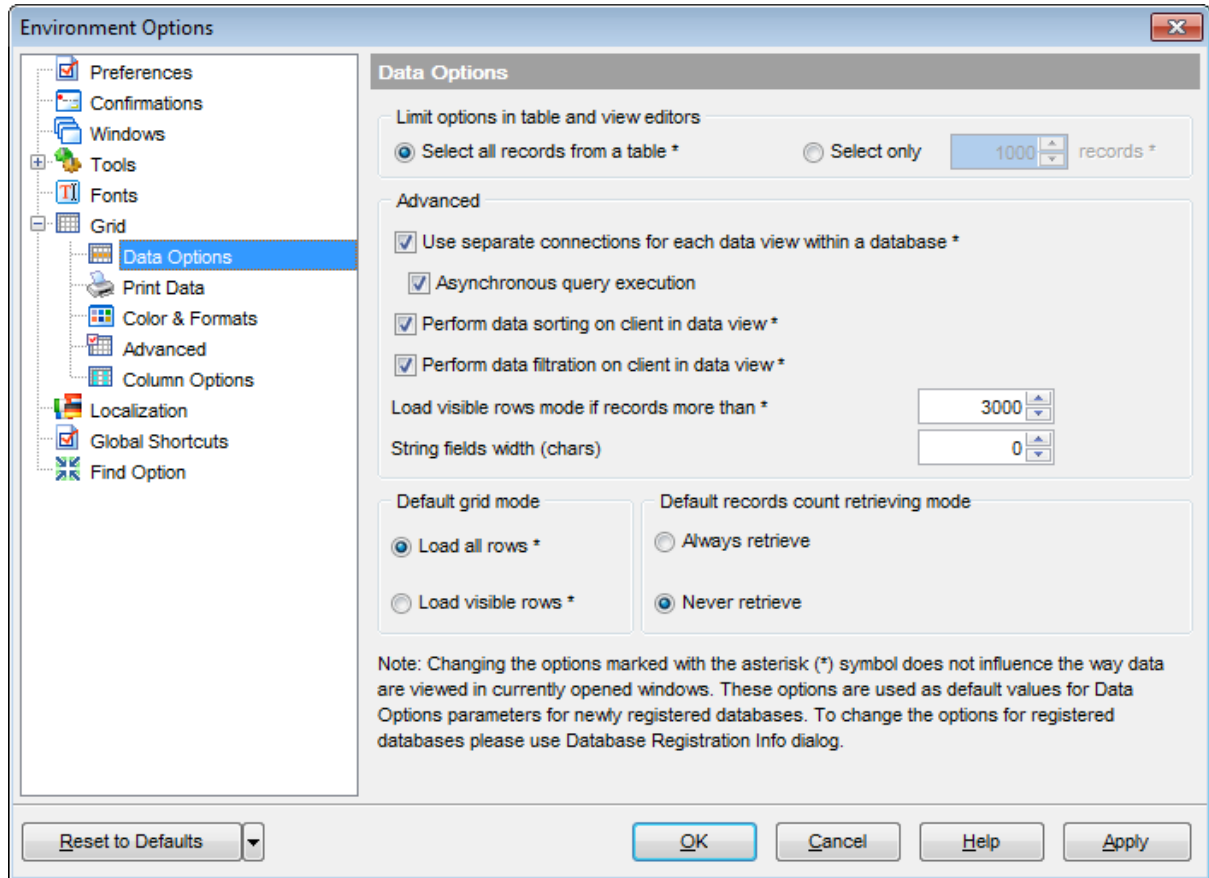 Environment Options
Preferences
Confirmations
Windows
Tools
Fonts
Grid
Data Options
Print Data
Color & Formats
Advanced
Column Options
Localization
Global Shortcuts
Find Option
Data Options
Limit options in table and view editors
Select all records from a table * Select only 1000 records *
Advanced
Use separate connections for each data view within a database *
Asynchronous query execution
Perform data sorting on client in data view *
Perform data filtration on client in data view *
Load visible rows mode if records more than * 3000
String fields width (chars) 0
Default grid mode
Load all rows *
Load visible rows *
Default records count retrieving mode
Always retrieve
Never retrieve
Note: Changing the options marked with the asterisk (*) symbol does not influence the way data
are viewed in currently opened windows. These options are used as default values for Data
Options parameters for newly registered databases. To change the options for registered
databases please use Database Registration Info dialog.
Reset to Defaults OK Cancel Help Apply